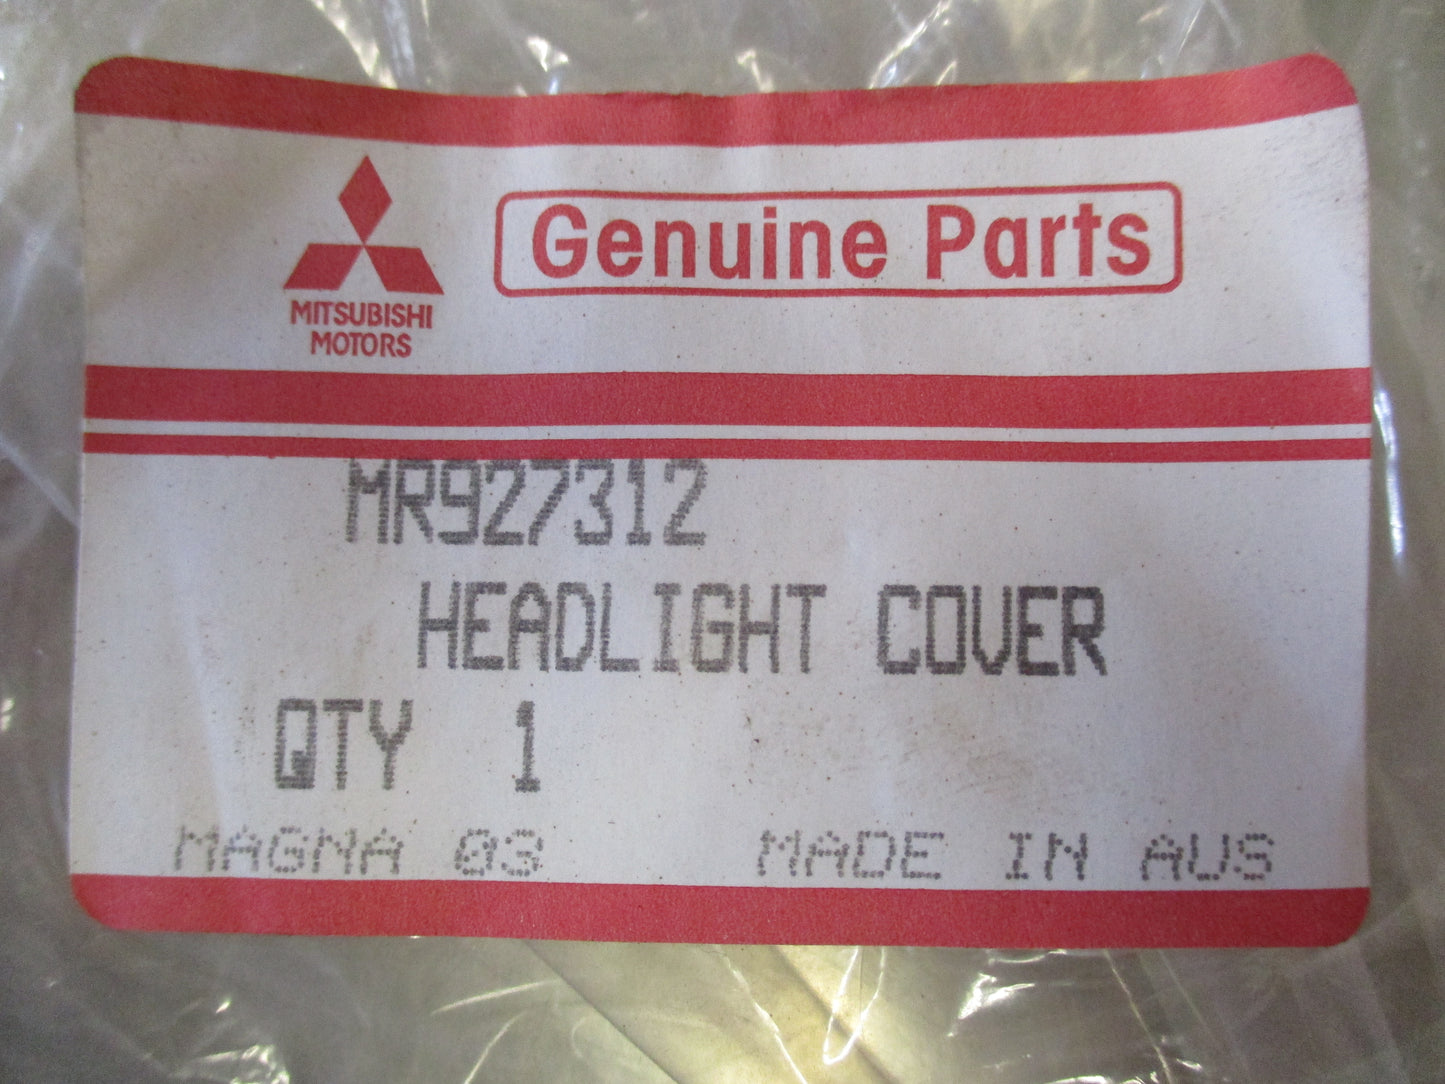 MITSUBISHI
MOTORS
Genuine Parts
MR927312
HEADLIGHT COVER
QTY 1
MAGNA 03 MADE IN AUS